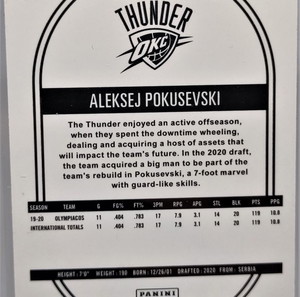 THUNDER
OKC
ALEKSEJ POKUSEVSKI
The Thunder enjoyed an active offseason,
when they spent the downtime wheeling,
dealing and acquiring a host of assets that
will impact the team's future. In the 2020 draft,
the team acquired a big man to be part of the
team's rebuild in Pokusevski, a 7-foot marvel
with guard-like skills.
SEASON TEAM G FG% FT% 3PM RPG APG STL BLK PTS PPG
19-20 OLYMPIACOS 11 .404 .783 17 7.9 3.1 14 20 119 10.8
INTERNATIONAL TOTALS 11 .404 .783 17 7.9 3.1 14 20 119 10.8
HEIGHT: 7'0" WEIGHT: 190 BORN: 12/26/01 DRAFTED: 2020 FROM: SERBIA
PANINI